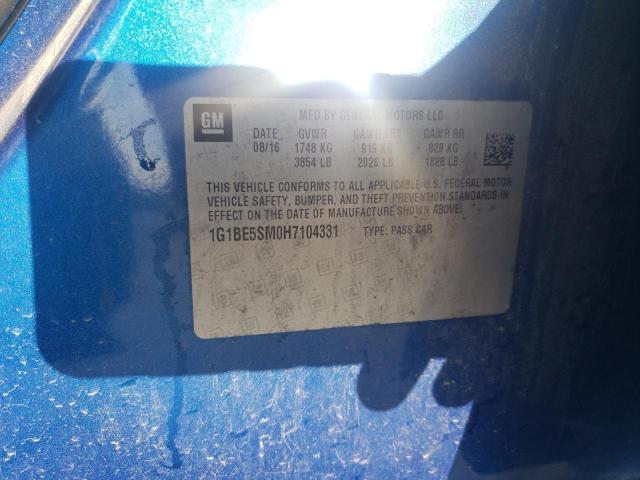 GM
MFD BY GENERAL MOTORS LLC
DATE GVWR GAWR FRT GAWR RR
08/16 1748 KG 919 KG 829 KG
3854 LB 2026 LB 1828 LB
THIS VEHICLE CONFORMS TO ALL APPLICABLE U.S. FEDERAL MOTOR
VEHICLE SAFETY, BUMPER, AND THEFT PREVENTION STANDARDS IN
EFFECT ON THE DATE OF MANUFACTURE SHOWN ABOVE.
1G1BE5SM0H7104331 TYPE: PASS CAR